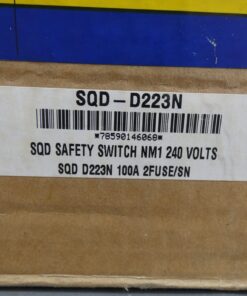 SQD-D223N
*78590146068*
SQD SAFETY SWITCH NM1 240 VOLTS
SQD D223N 100A 2FUSE/SN